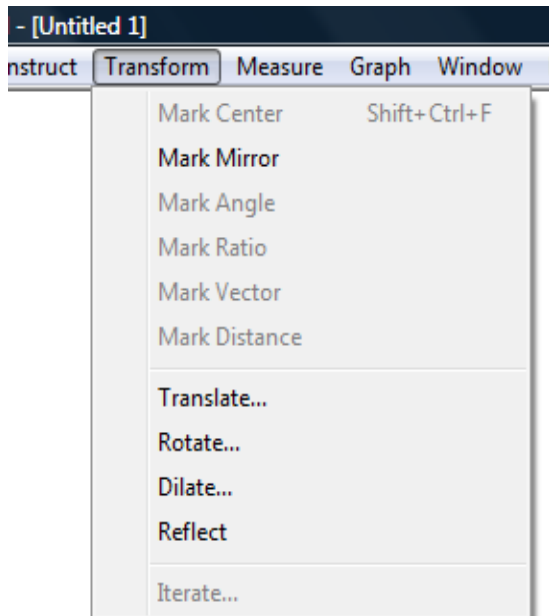 - [Untitled 1]
nstruct Transform Measure Graph Window
Mark Center Shift+Ctrl+F
Mark Mirror
Mark Angle
Mark Ratio
Mark Vector
Mark Distance
Translate...
Rotate...
Dilate...
Reflect
Iterate...